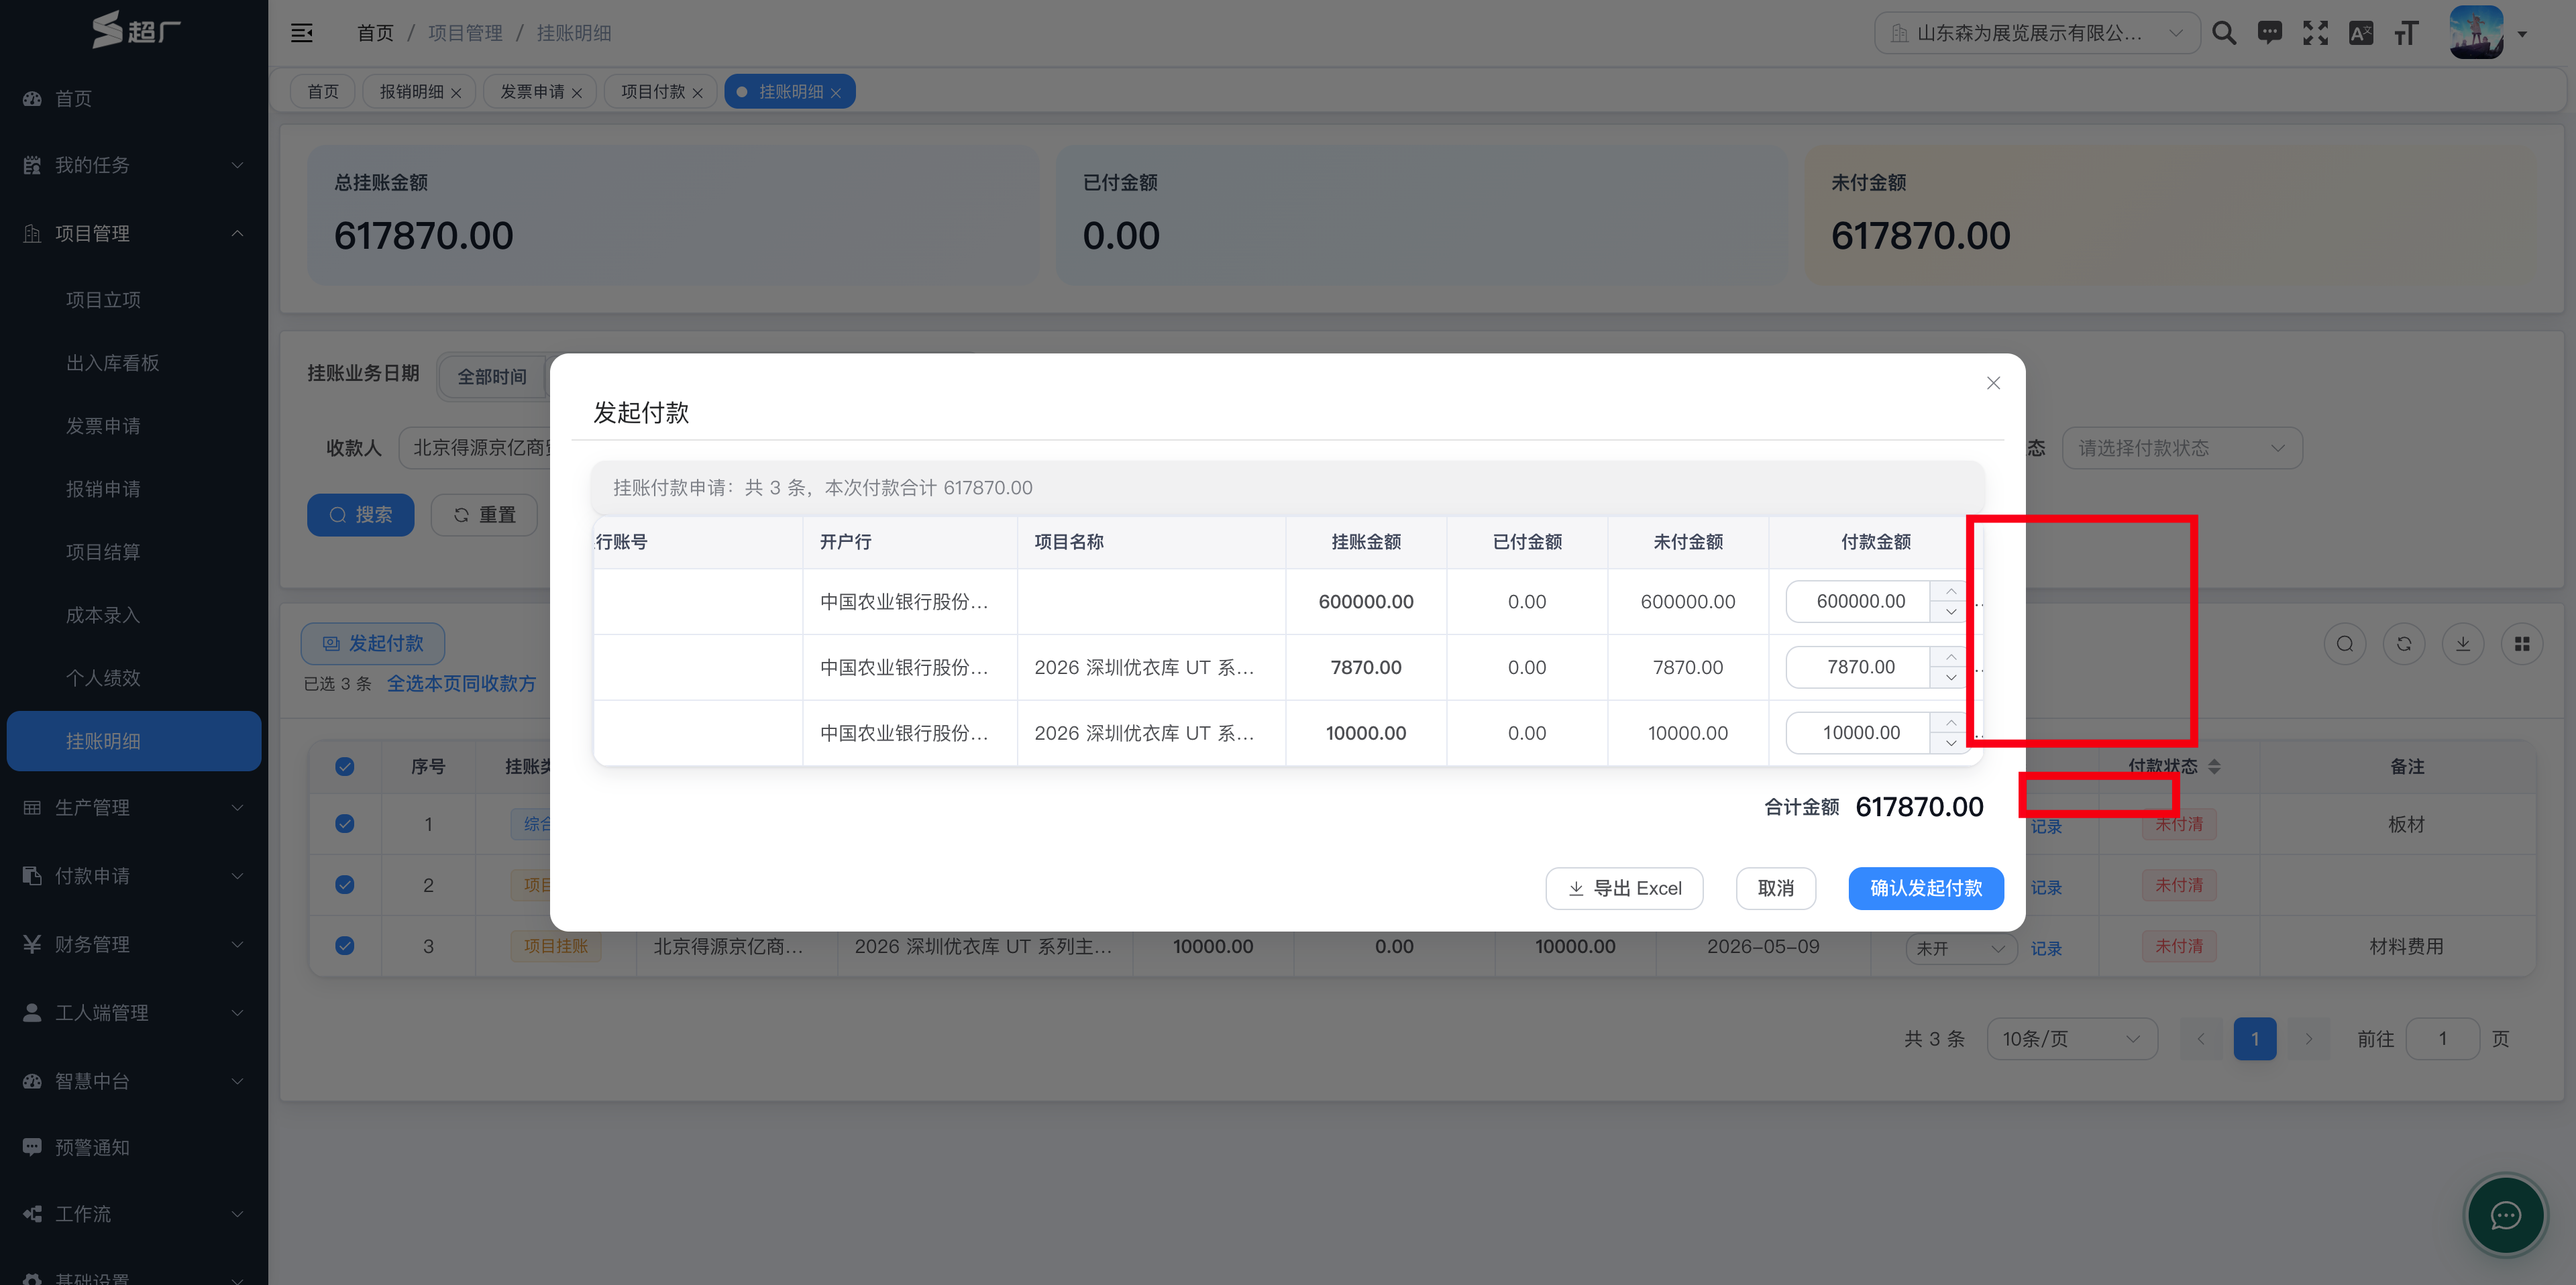 超厂
首页 / 项目管理 / 挂账明细
山东森为展览展示有限公...
首页
报销明细
发票申请
项目付款
挂账明细
首页
我的任务
项目管理
项目立项
出入库看板
发票申请
报销申请
项目结算
成本录入
个人绩效
挂账明细
生产管理
付款申请
财务管理
工人端管理
智慧中台
预警通知
工作流
基础设置
总挂账金额
617870.00
已付金额
0.00
未付金额
617870.00
挂账业务日期
全部时间
收款人
北京得源京亿商
态
请选择付款状态
搜索
重置
发起付款
已选 3 条 全选本页同收款方
发起付款
挂账付款申请：共 3 条，本次付款合计 617870.00
行账号 开户行 项目名称 挂账金额 已付金额 未付金额 付款金额
中国农业银行股份... 600000.00 0.00 600000.00 600000.00
中国农业银行股份... 2026 深圳优衣库 UT 系... 7870.00 0.00 7870.00 7870.00
中国农业银行股份... 2026 深圳优衣库 UT 系... 10000.00 0.00 10000.00 10000.00
合计金额 617870.00
导出 Excel
取消
确认发起付款
序号 挂账类 付款状态 备注
1 综合 记录 未付清 板材
2 项目 记录 未付清
3 项目挂账 北京得源京亿商... 2026 深圳优衣库 UT 系列主... 10000.00 0.00 10000.00 2026-05-09 未开 记录 未付清 材料费用
共 3 条
10条/页
1
前往 1 页